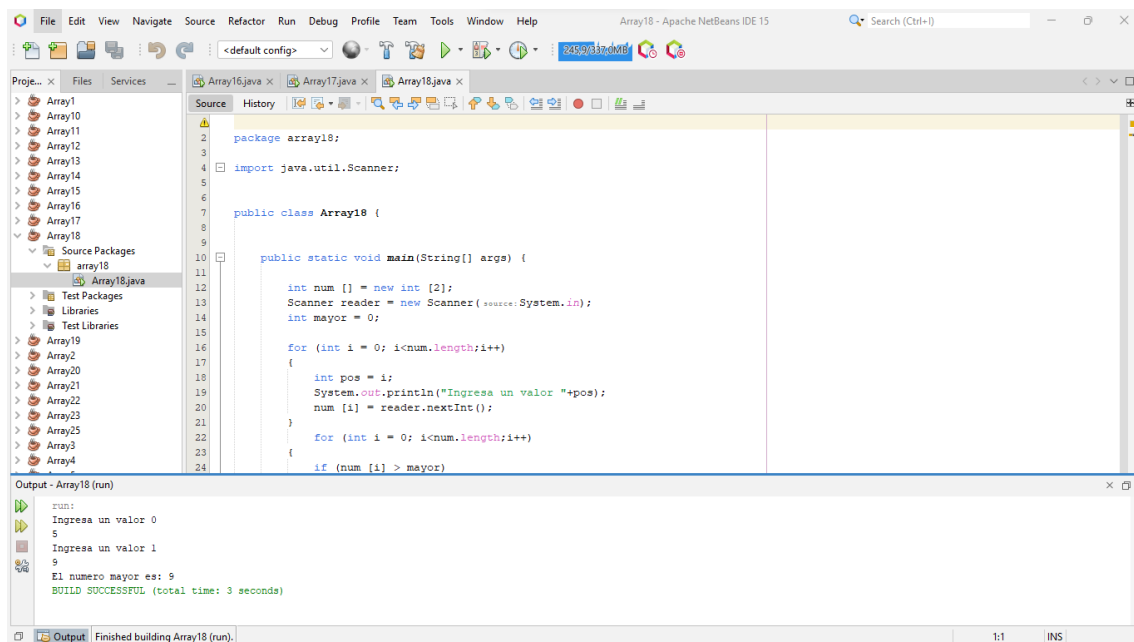 File Edit View Navigate Source Refactor Run Debug Profile Team Tools Window Help Array18 - Apache NetBeans IDE 15 Search (Ctrl+I)
<default config> 245,9/337,0MB
Proje... × Files Services
Array16.java × Array17.java × Array18.java ×
Source History
Array1
Array10
Array11
Array12
Array13
Array14
Array15
Array16
Array17
Array18
Source Packages
array18
Array18.java
Test Packages
Libraries
Test Libraries
Array19
Array2
Array20
Array21
Array22
Array23
Array25
Array3
Array4
2 package array18;
3
4 import java.util.Scanner;
5
6
7 public class Array18 {
8
9
10 public static void main(String[] args) {
11
12 int num [] = new int [2];
13 Scanner reader = new Scanner( source: System.in);
14 int mayor = 0;
15
16 for (int i = 0; i<num.length;i++)
17 {
18 int pos = i;
19 System.out.println("Ingresa un valor "+pos);
20 num [i] = reader.nextInt();
21 }
22 for (int i = 0; i<num.length;i++)
23 {
24 if (num [i] > mayor)
Output - Array18 (run)
run:
Ingresa un valor 0
5
Ingresa un valor 1
9
El numero mayor es: 9
BUILD SUCCESSFUL (total time: 3 seconds)
Output Finished building Array18 (run). 1:1 INS